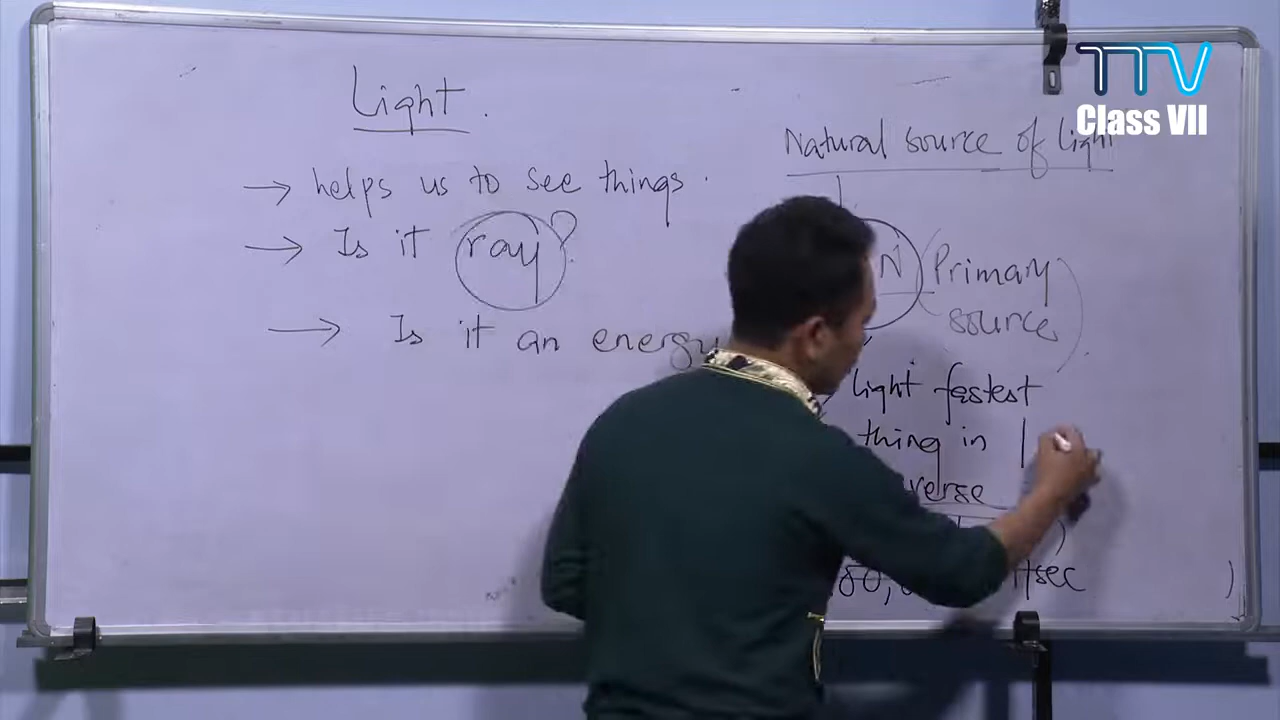 TTV
Class VII
Light.
→ helps us to see things.
→ Is it ray?
→ Is it an energy
Natural source of light
N (Primary
source)
light fastest
thing in
verse
/sec